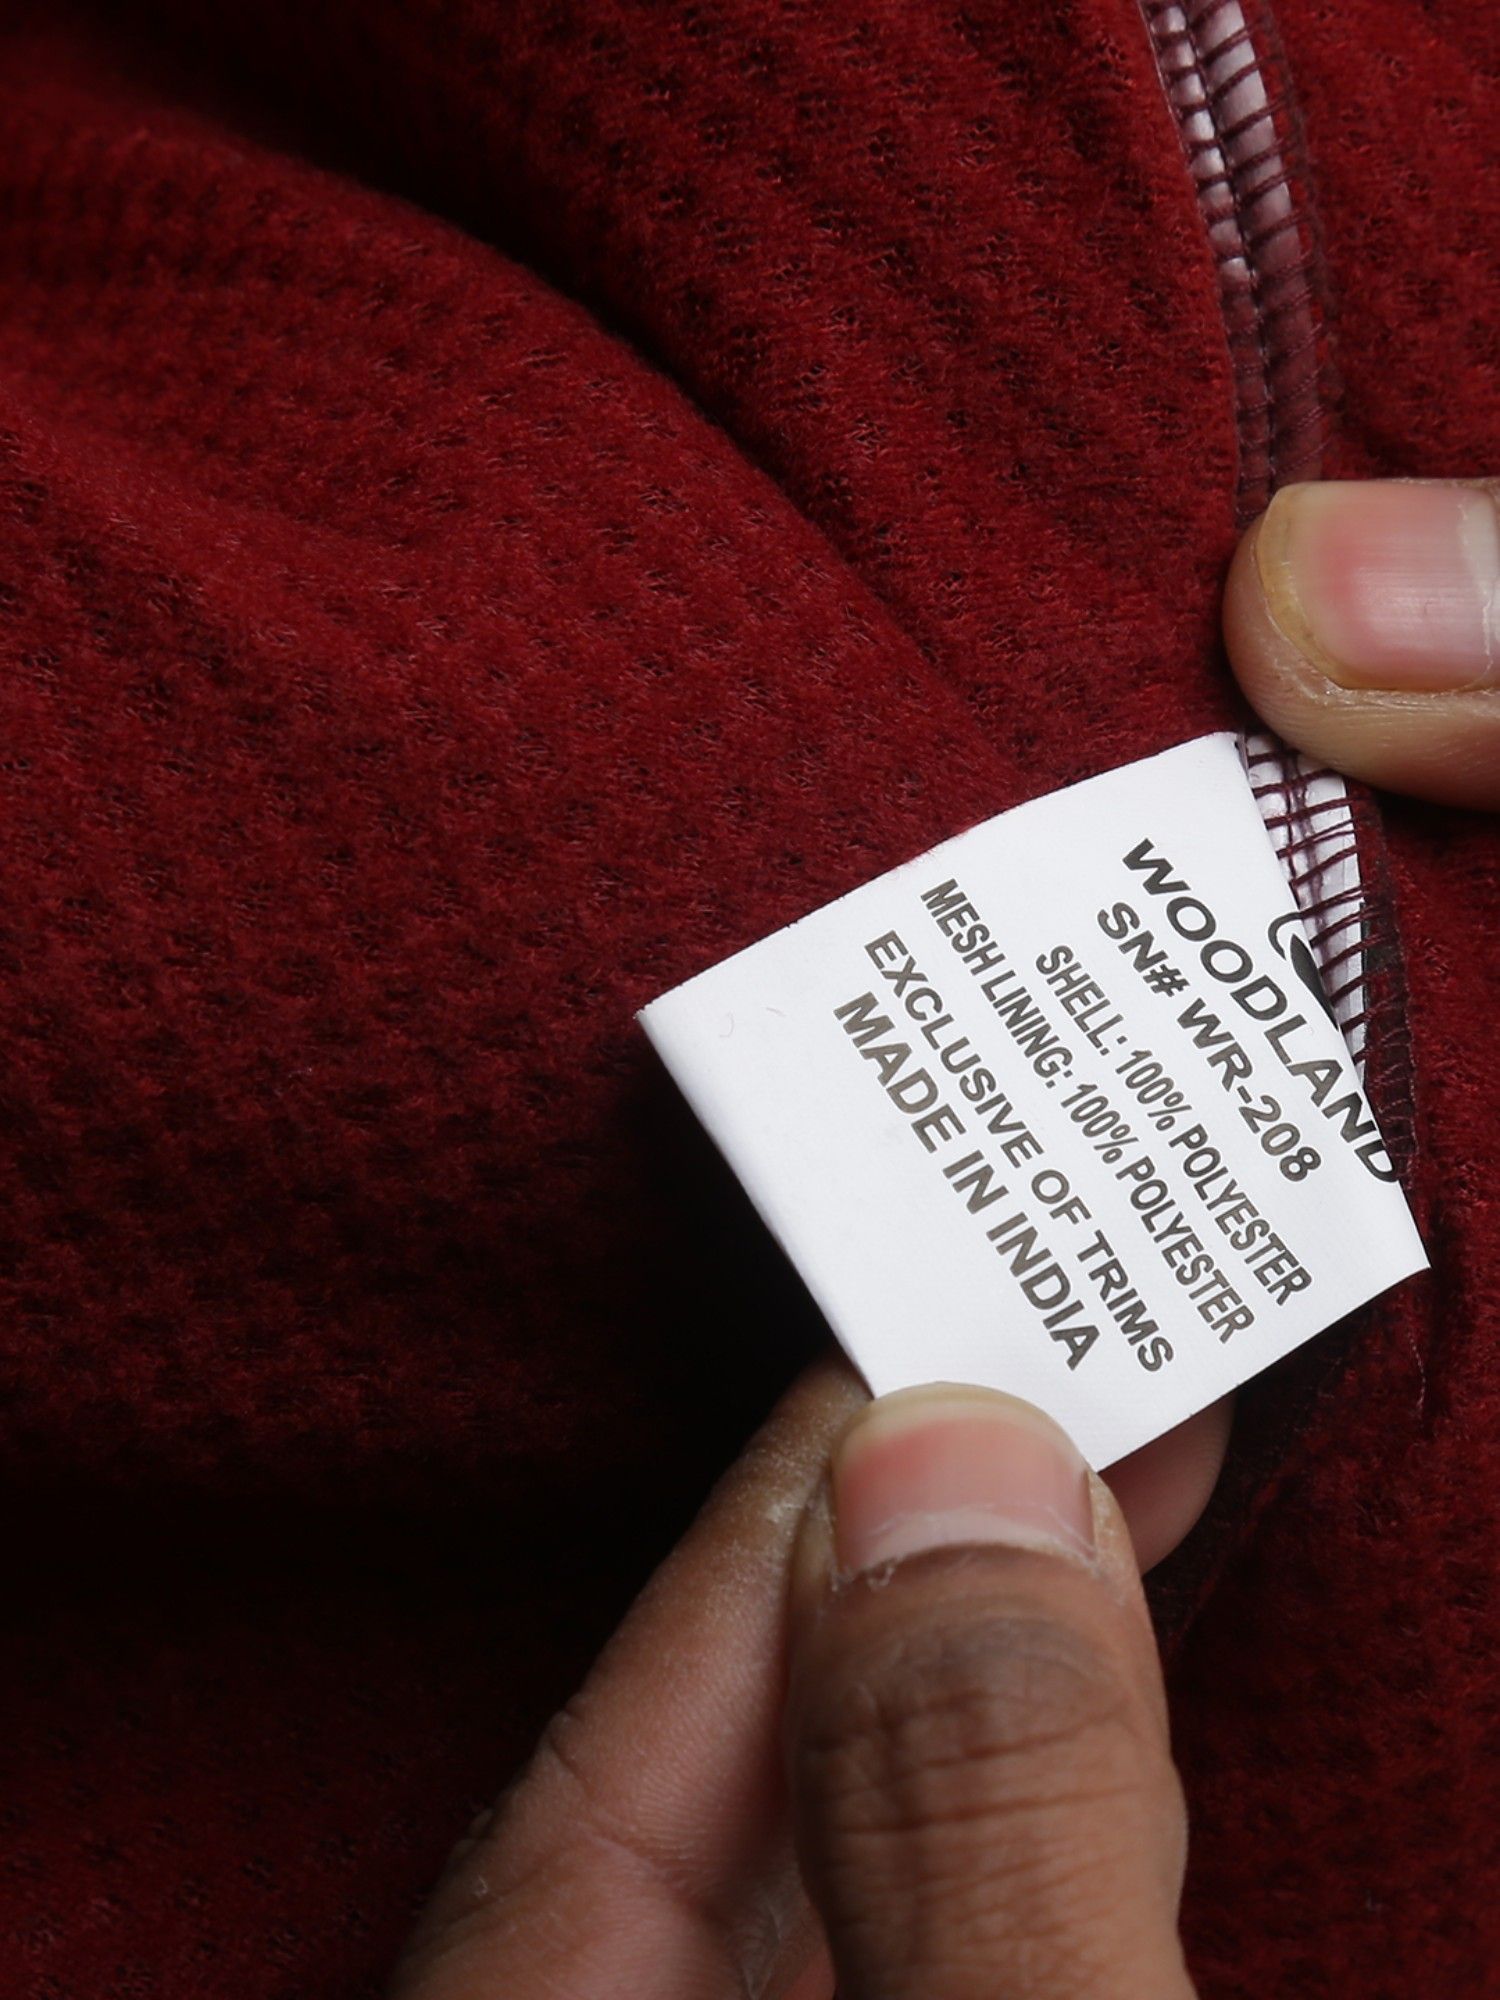 WOODLAND
SN# WR-208
SHELL: 100% POLYESTER
MESH LINING: 100% POLYESTER
EXCLUSIVE OF TRIMS
MADE IN INDIA